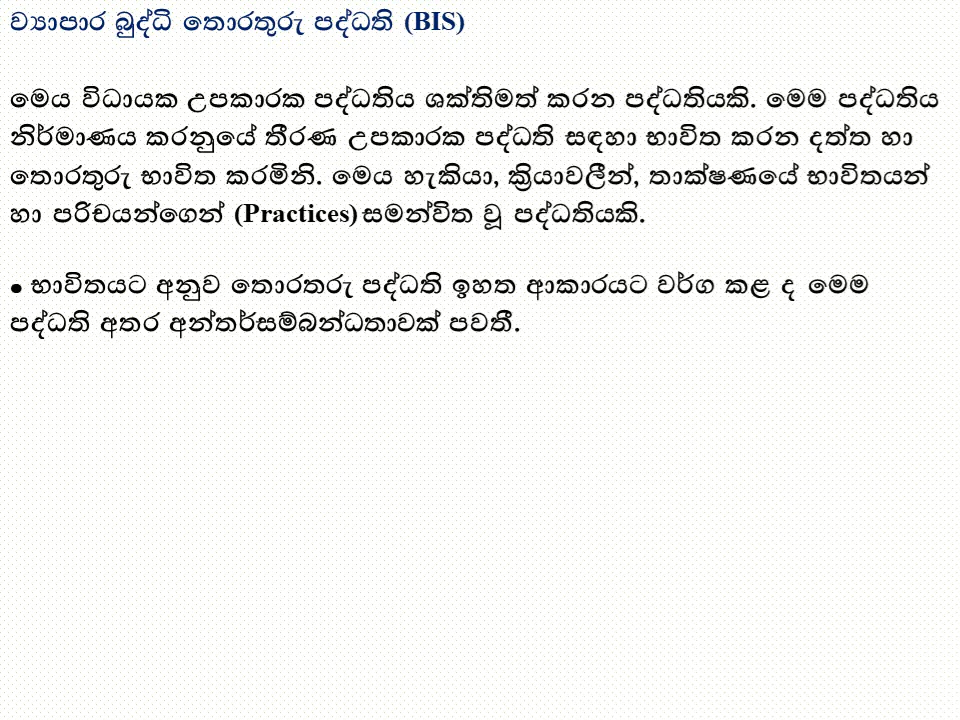 ව්‍යාපාර බුද්ධි තොරතුරු පද්ධති (BIS)
මෙය විධායක උපකාරක පද්ධතිය ශක්තිමත් කරන පද්ධතියකි. මෙම පද්ධතිය
නිර්මාණය කරනුයේ තීරණ උපකාරක පද්ධති සඳහා භාවිත කරන දත්ත හා
තොරතුරු භාවිත කරමිනි. මෙය හැකියා, ක්‍රියාවලීන්, තාක්ෂණයේ භාවිතයන්
හා පරිචයන්ගෙන් (Practices) සමන්විත වූ පද්ධතියකි.
● භාවිතයට අනුව තොරතරු පද්ධති ඉහත ආකාරයට වර්ග කළ ද මෙම
පද්ධති අතර අන්තර්සම්බන්ධතාවක් පවතී.